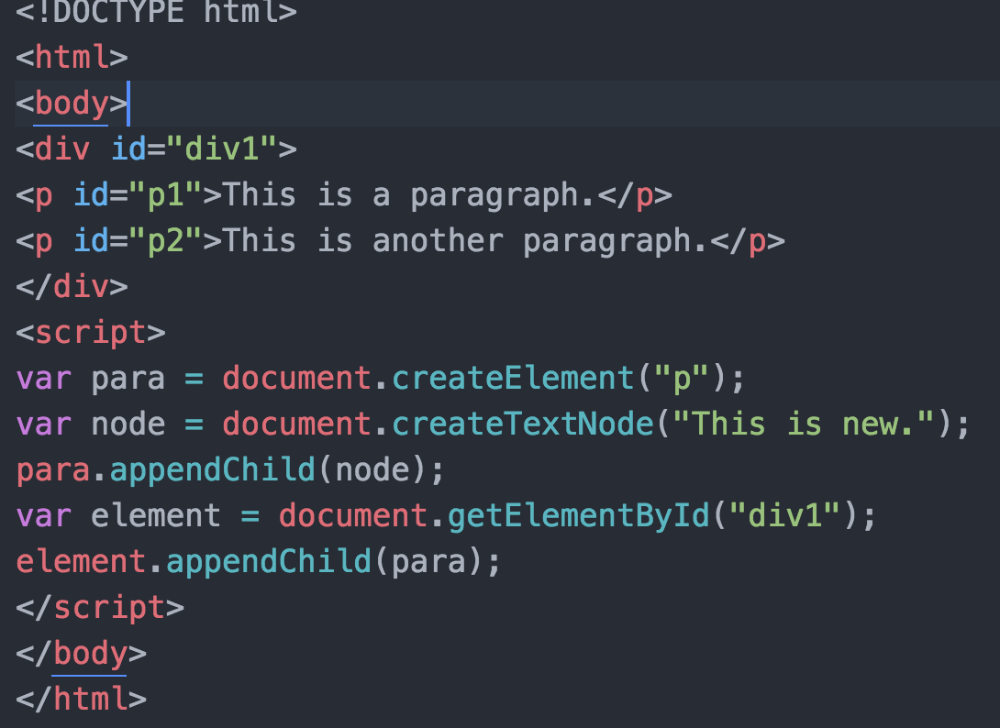 <!DOCTYPE html>
<html>
<body>
<div id="div1">
<p id="p1">This is a paragraph.</p>
<p id="p2">This is another paragraph.</p>
</div>
<script>
var para = document.createElement("p");
var node = document.createTextNode("This is new.");
para.appendChild(node);
var element = document.getElementById("div1");
element.appendChild(para);
</script>
</body>
</html>